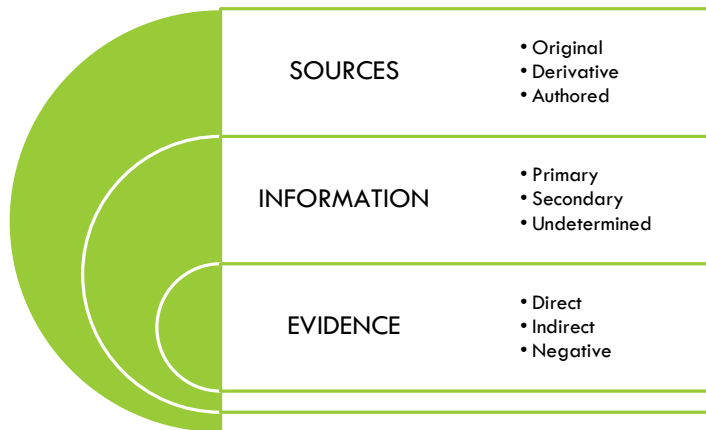 SOURCES
• Original
• Derivative
• Authored
INFORMATION
• Primary
• Secondary
• Undetermined
EVIDENCE
• Direct
• Indirect
• Negative